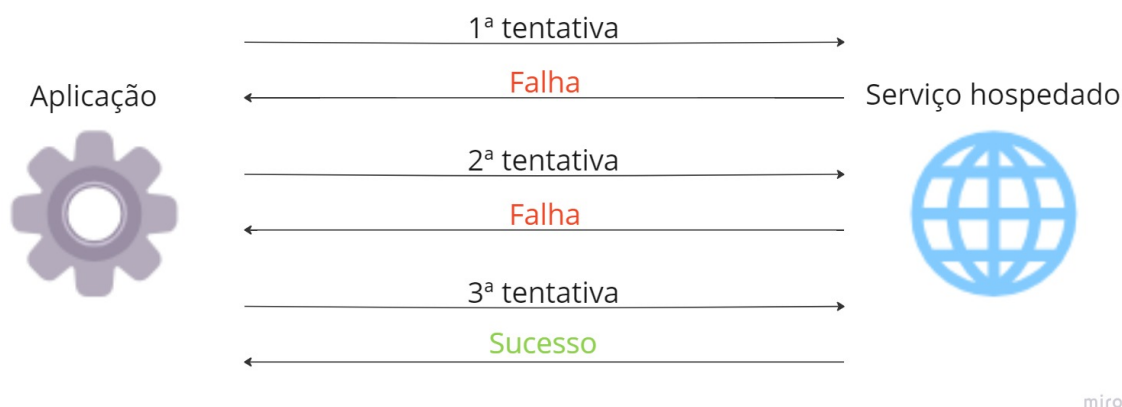 1ª tentativa
Falha
Aplicação
Serviço hospedado
2ª tentativa
Falha
3ª tentativa
Sucesso
miro